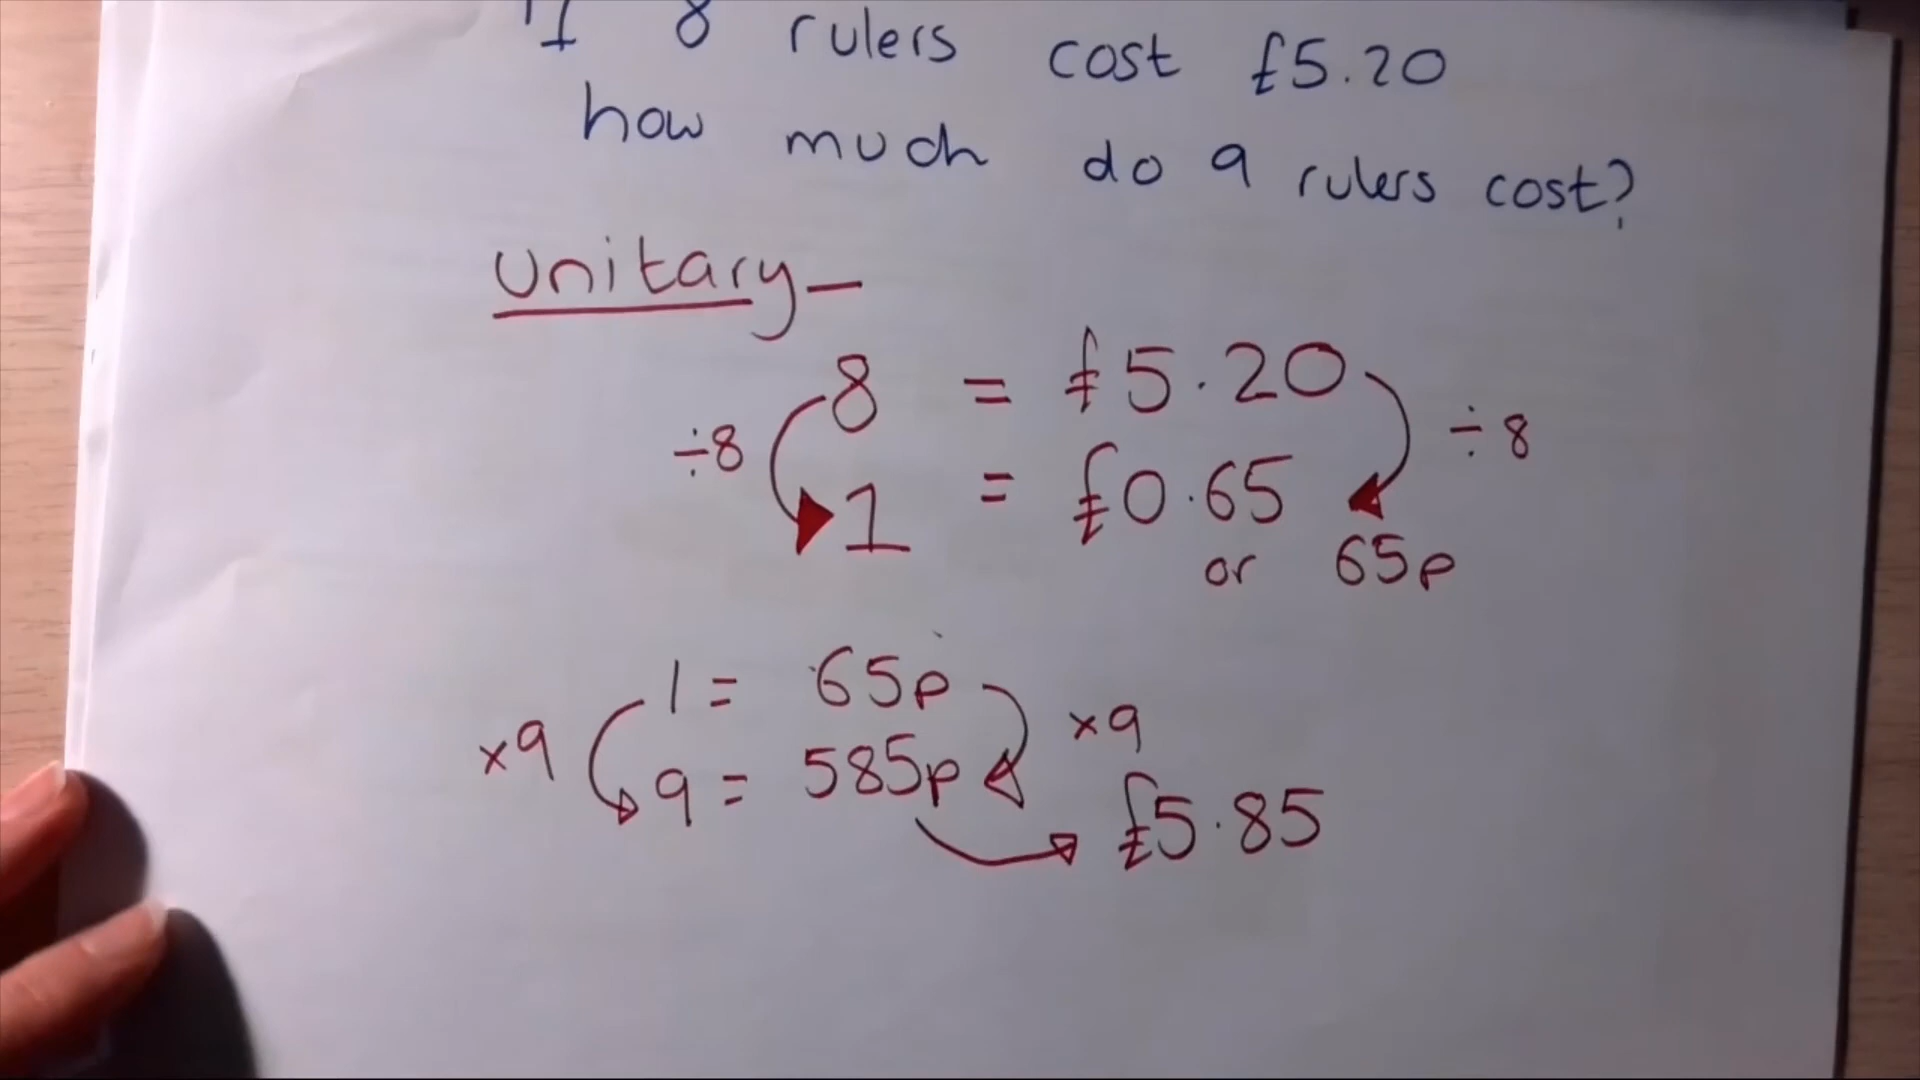 If 8 rulers cost £5.20
how much do 9 rulers cost?
Unitary –
8 = £5.20
÷8 ÷8
1 = £0.65
or 65p
1 = 65p
×9 ×9
9 = 585p
£5.85